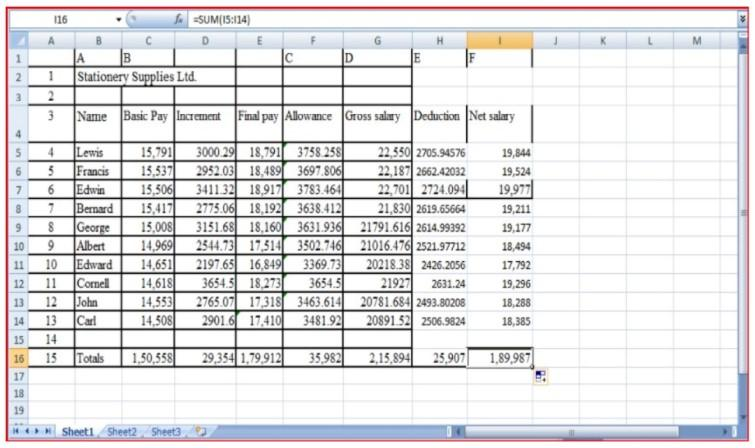 I16 =SUM(I5:I14)
A B C D E F G H I J K L M
1 A B C D E F
2 1 Stationery Supplies Ltd.
3 2
4 3 Name Basic Pay Increment Final pay Allowance Gross salary Deduction Net salary
5 4 Lewis 15,791 3000.29 18,791 3758.258 22,550 2705.94576 19,844
6 5 Francis 15,537 2952.03 18,489 3697.806 22,187 2662.42032 19,524
7 6 Edwin 15,506 3411.32 18,917 3783.464 22,701 2724.094 19,977
8 7 Bernard 15,417 2775.06 18,192 3638.412 21,830 2619.65664 19,211
9 8 George 15,008 3151.68 18,160 3631.936 21791.616 2614.99392 19,177
10 9 Albert 14,969 2544.73 17,514 3502.746 21016.476 2521.97712 18,494
11 10 Edward 14,651 2197.65 16,849 3369.73 20218.38 2426.2056 17,792
12 11 Cornell 14,618 3654.5 18,273 3654.5 21927 2631.24 19,296
13 12 John 14,553 2765.07 17,318 3463.614 20781.684 2493.80208 18,288
14 13 Carl 14,508 2901.6 17,410 3481.92 20891.52 2506.9824 18,385
15 14
16 15 Totals 1,50,558 29,354 1,79,912 35,982 2,15,894 25,907 1,89,987
17
18
19
Sheet1 Sheet2 Sheet3